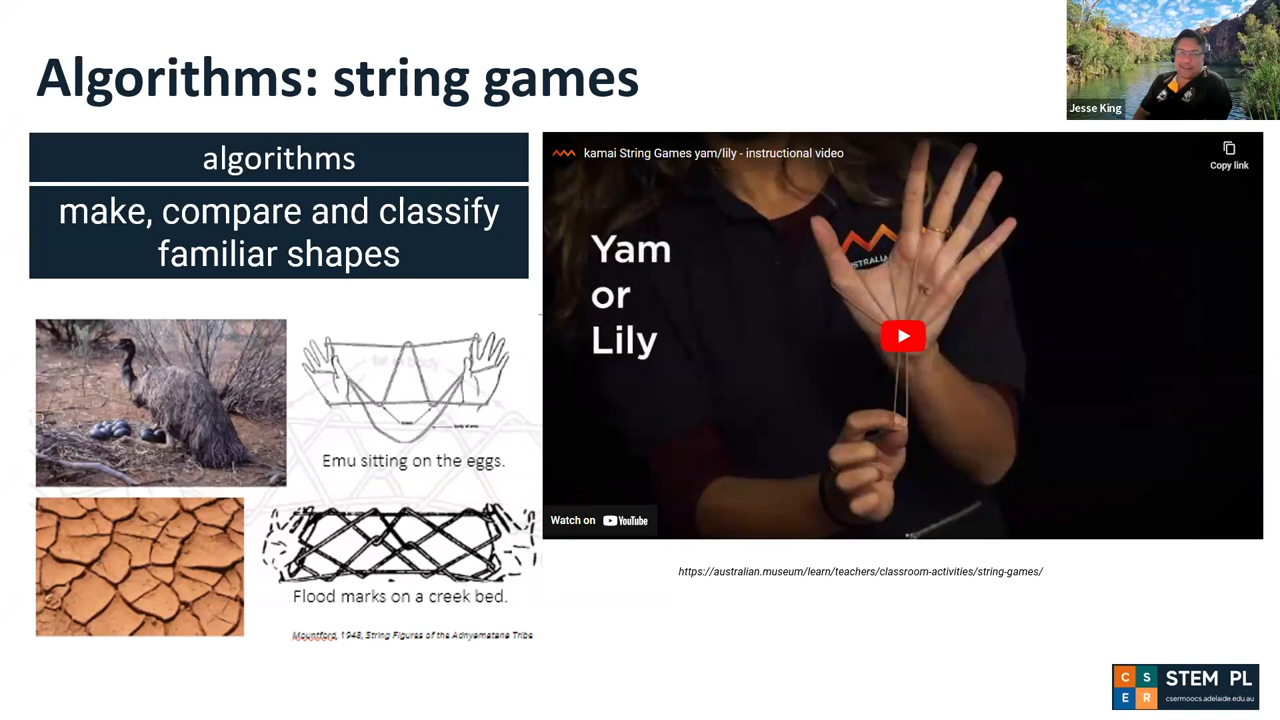 Algorithms: string games
Jesse King
algorithms
make, compare and classify
familiar shapes
kamai String Games yam/lily - instructional video
Copy link
Yam
or
Lily
AUSTRALIA
Watch on YouTube
Emu sitting on the eggs.
Flood marks on a creek bed.
Mountford, 1948, String Figures of the Adnyamatana Tribe
https://australian.museum/learn/teachers/classroom-activities/string-games/
C S
E R
STEM PL
csermoocs.adelaide.edu.au